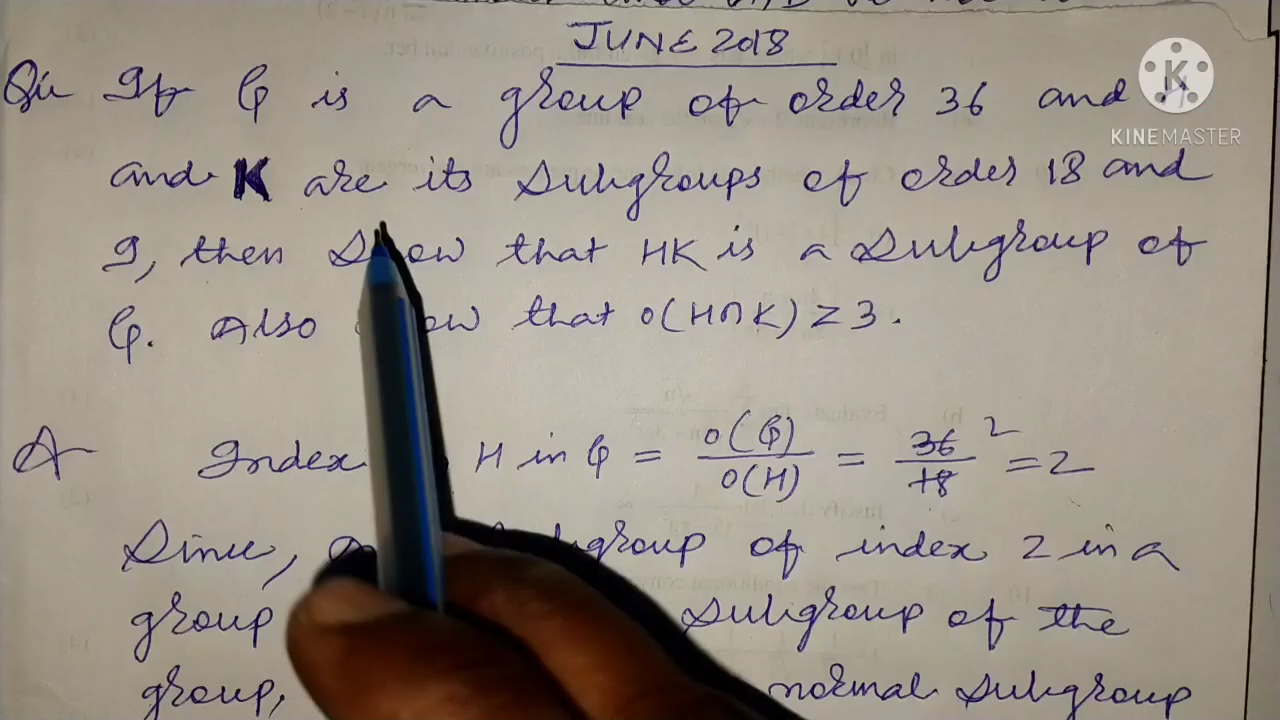 JUNE 2018
Qu If G is a group of order 36 and H
KINEMASTER
and K are its subgroups of order 18 and
9, then show that HK is a subgroup of
G. Also that o(H∩K) ≥ 3.
A Index H in G = o(G)/o(H) = 36/18 2 = 2
Since, of index 2 in a
group subgroup of the
group, normal subgroup